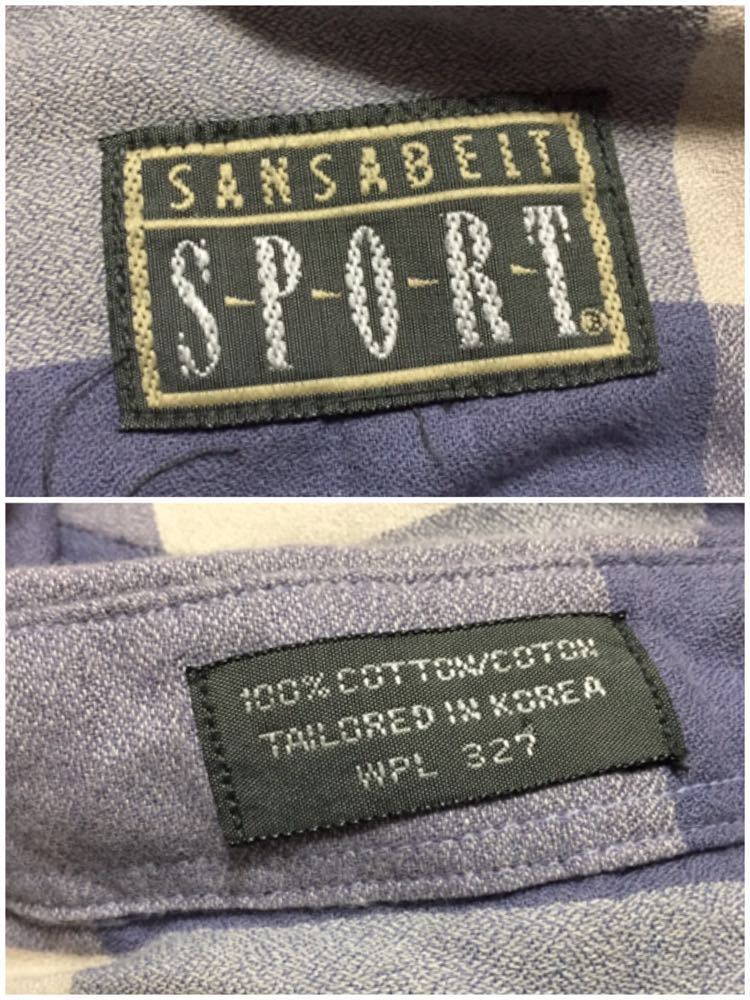 SANSABELT
S-P-O-R-T®
100% COTTON/COTON
TAILORED IN KOREA
WPL 327